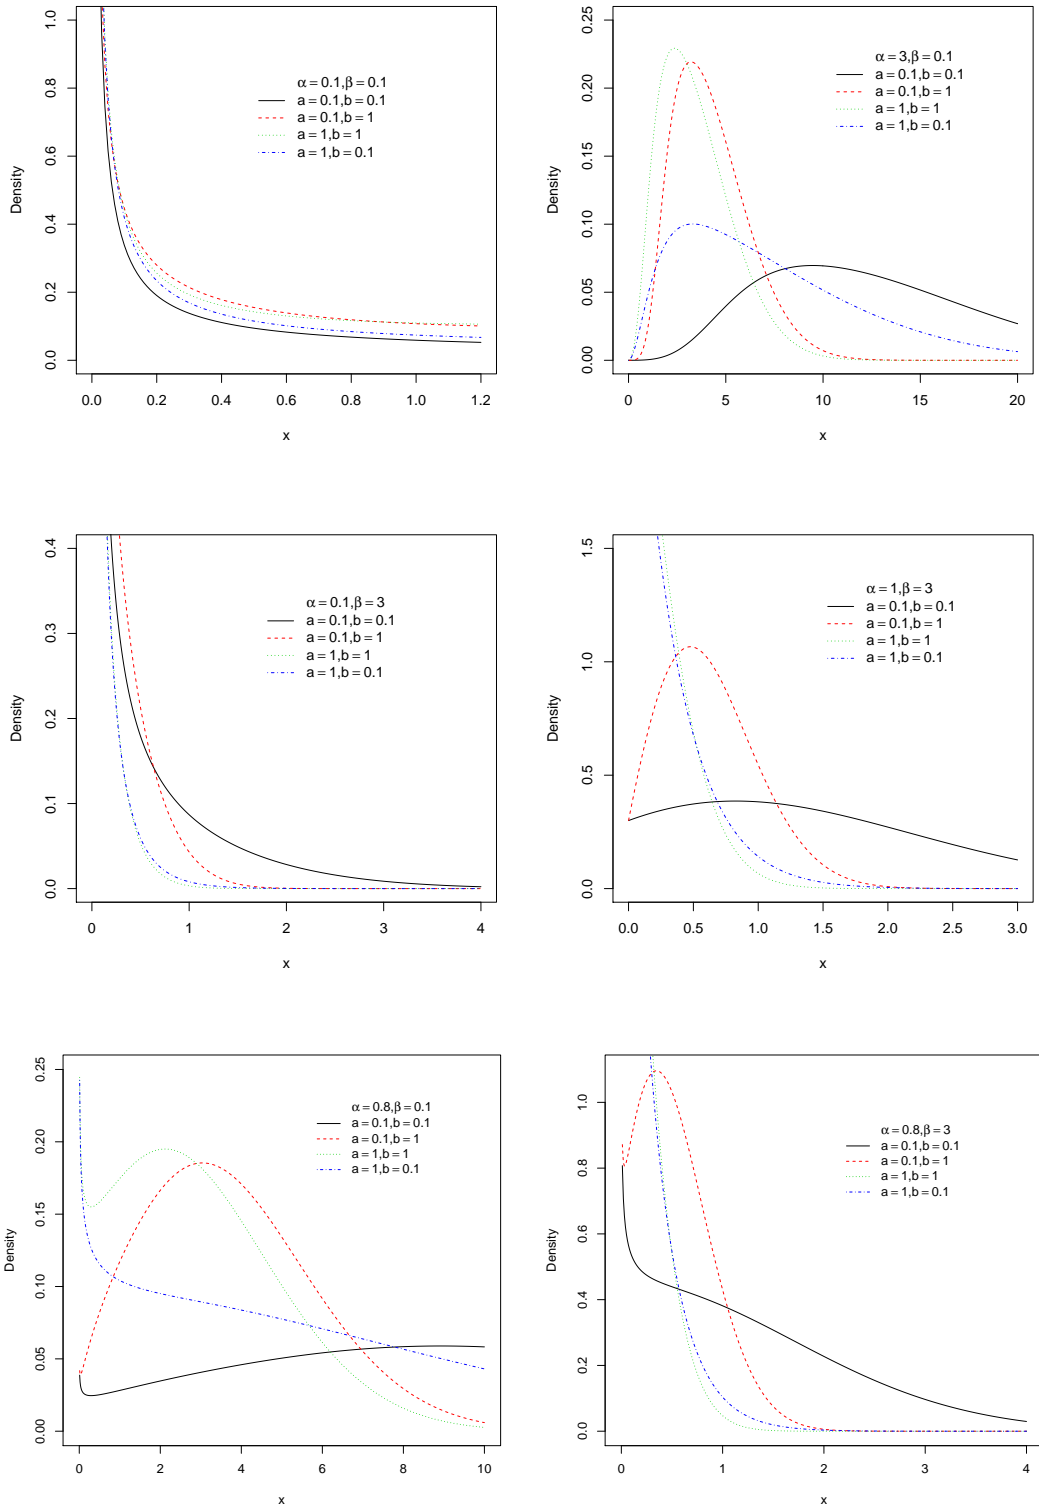 1.0
0.8
0.6
0.4
0.2
0.0
Density
α=0.1,β=0.1
a=0.1,b=0.1
a=0.1,b=1
a=1,b=1
a=1,b=0.1
0.0 0.2 0.4 0.6 0.8 1.0 1.2
x
0.25
0.20
0.15
0.10
0.05
0.00
Density
α=3,β=0.1
a=0.1,b=0.1
a=0.1,b=1
a=1,b=1
a=1,b=0.1
0 5 10 15 20
x
0.4
0.3
0.2
0.1
0.0
Density
α=0.1,β=3
a=0.1,b=0.1
a=0.1,b=1
a=1,b=1
a=1,b=0.1
0 1 2 3 4
x
1.5
1.0
0.5
0.0
Density
α=1,β=3
a=0.1,b=0.1
a=0.1,b=1
a=1,b=1
a=1,b=0.1
0.0 0.5 1.0 1.5 2.0 2.5 3.0
x
0.25
0.20
0.15
0.10
0.05
0.00
Density
α=0.8,β=0.1
a=0.1,b=0.1
a=0.1,b=1
a=1,b=1
a=1,b=0.1
0 2 4 6 8 10
x
1.0
0.8
0.6
0.4
0.2
0.0
Density
α=0.8,β=3
a=0.1,b=0.1
a=0.1,b=1
a=1,b=1
a=1,b=0.1
0 1 2 3 4
x